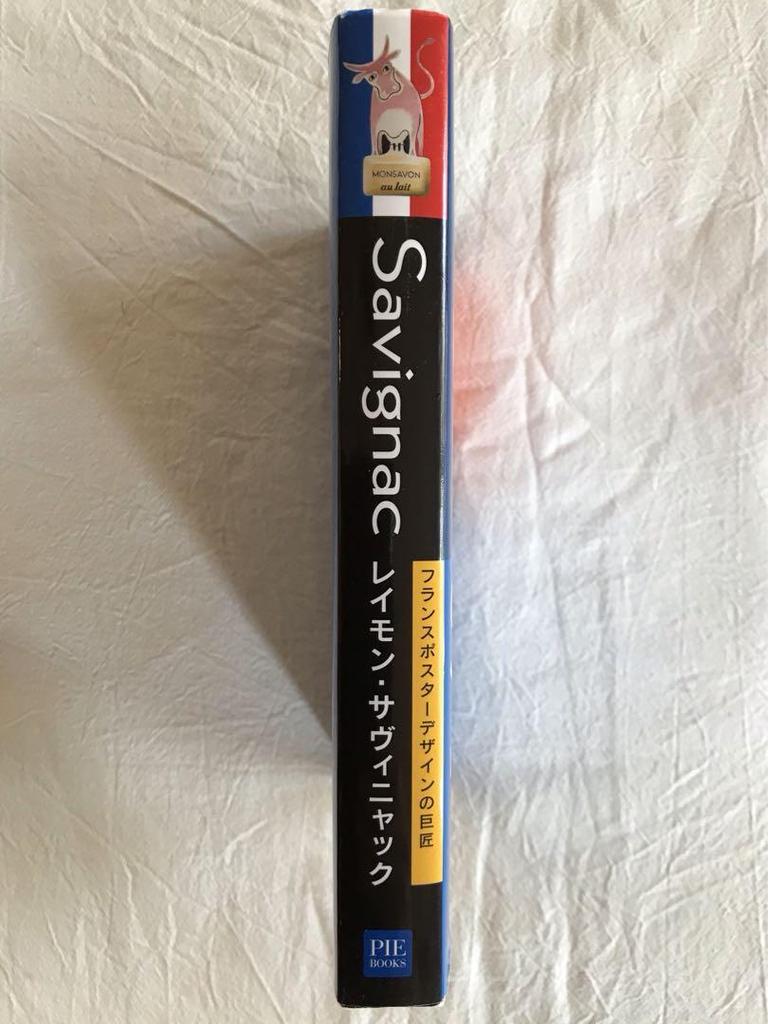 MONSAVON
au lait
Savignac
レイモン・サヴィニャック
フランスポスターデザインの巨匠
PIE
BOOKS